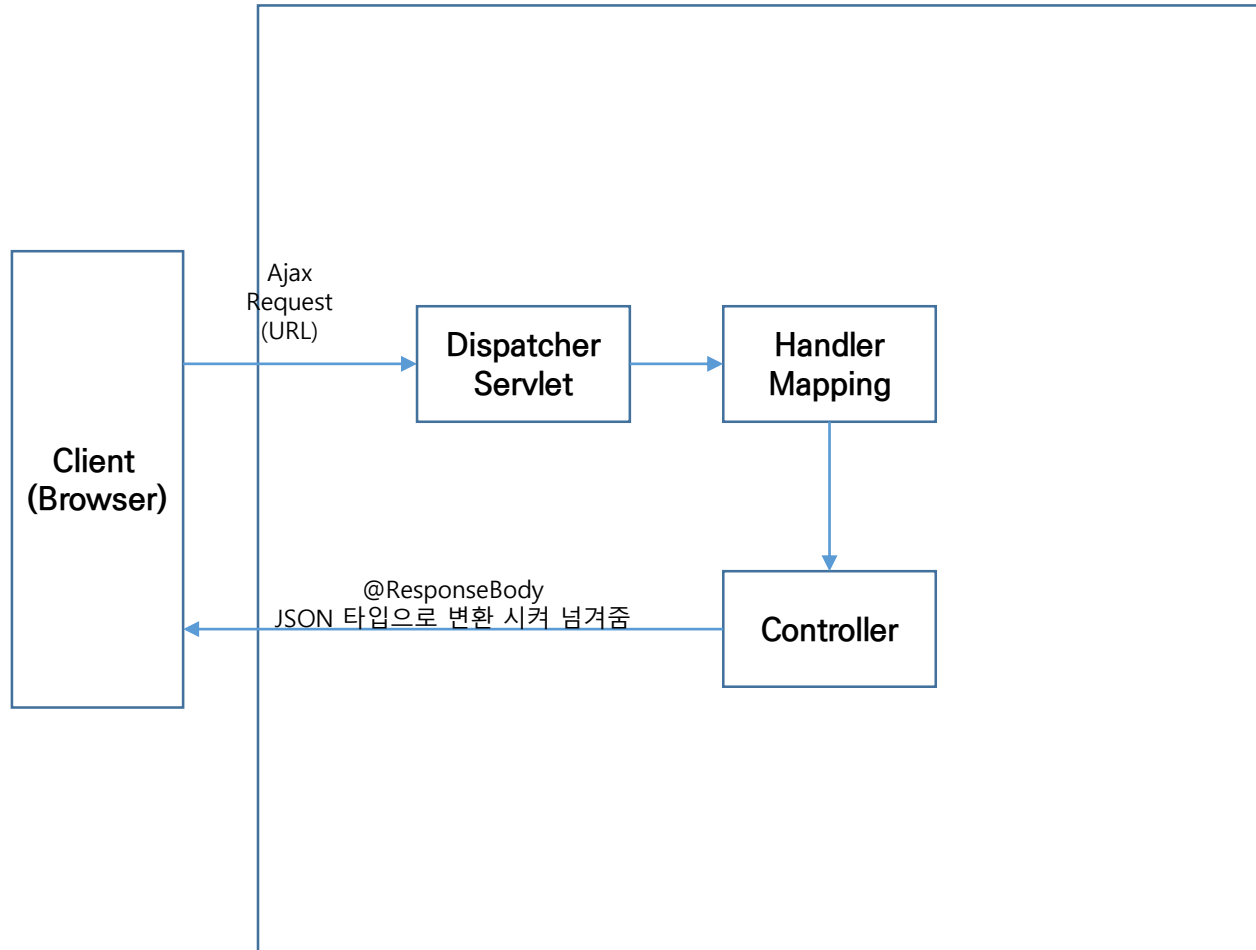 Ajax
Request
(URL)
Dispatcher
Servlet
Handler
Mapping
Client
(Browser)
@ResponseBody
JSON 타입으로 변환 시켜 넘겨줌
Controller